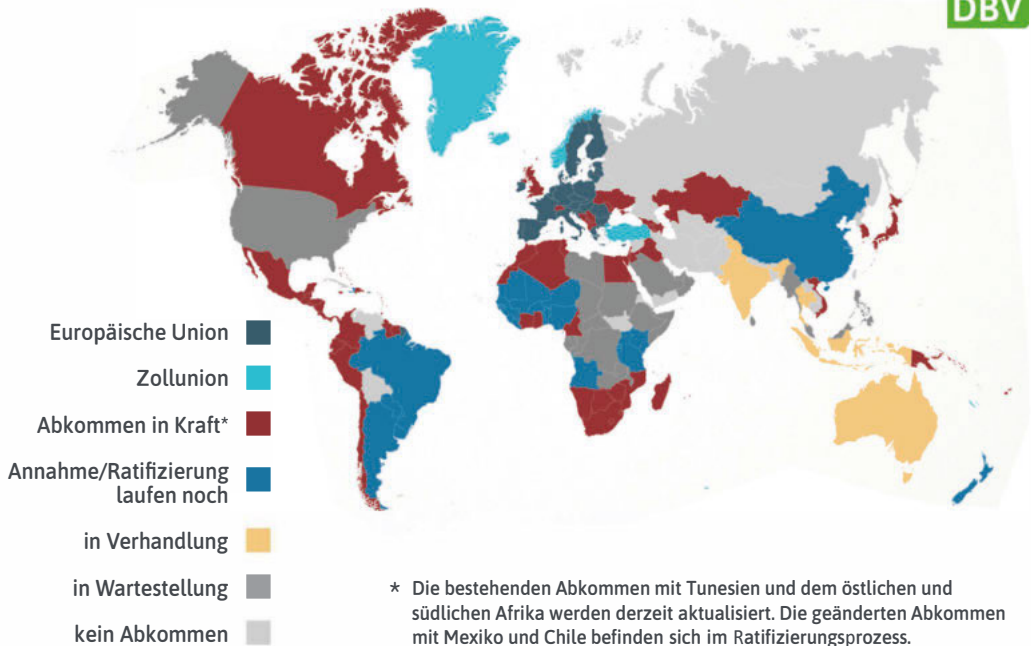 DBV
Europäische Union
Zollunion
Abkommen in Kraft*
Annahme/Ratifizierung
laufen noch
in Verhandlung
in Wartestellung
kein Abkommen
* Die bestehenden Abkommen mit Tunesien und dem östlichen und
südlichen Afrika werden derzeit aktualisiert. Die geänderten Abkommen
mit Mexiko und Chile befinden sich im Ratifizierungsprozess.